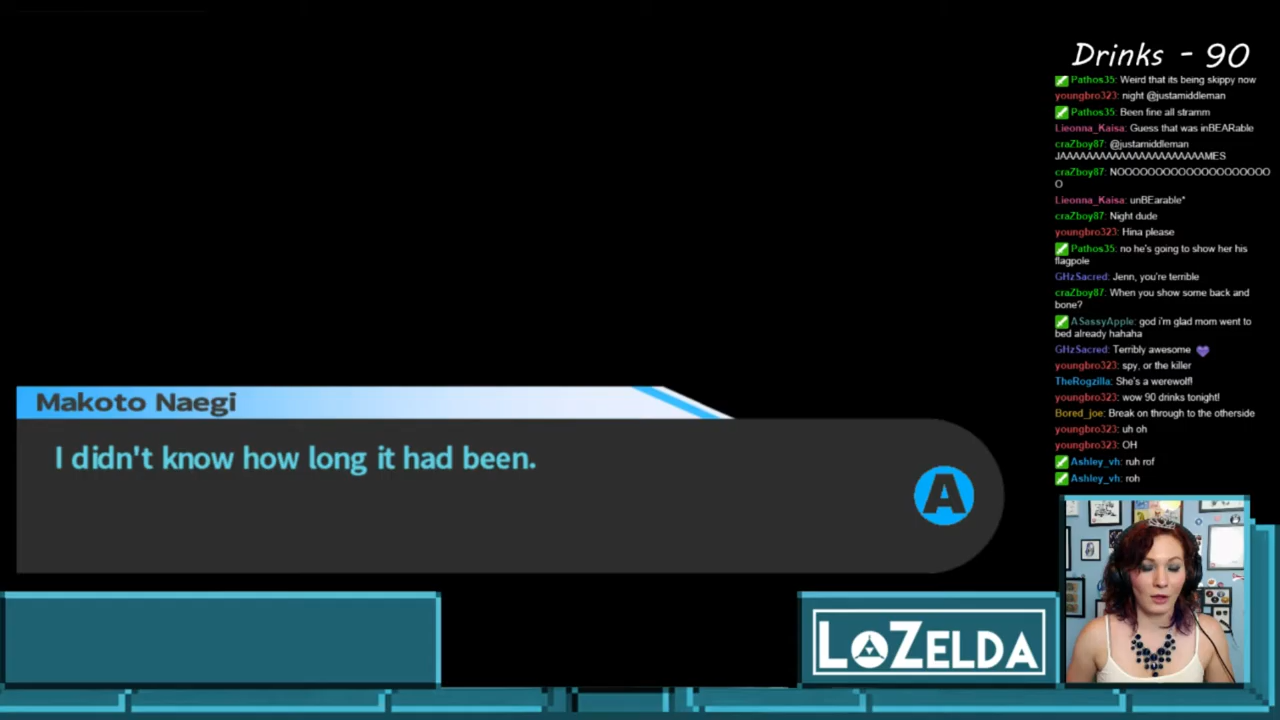 Drinks - 90
Pathos35: Weird that its being skippy now
youngbro323: night @justamiddleman
Pathos35: Been fine all stramm
Lieonna_Kaisa: Guess that was inBEARable
craZboy87: @justamiddleman
JAAAAAAAAAAAAAAAAAAAAAAMES
craZboy87: NOOOOOOOOOOOOOOOOOOOO
O
Lieonna_Kaisa: unBEarable*
craZboy87: Night dude
youngbro323: Hina please
Pathos35: no he's going to show her his
flagpole
GHzSacred: Jenn, you're terrible
craZboy87: When you show some back and
bone?
ASassyApple: god i'm glad mom went to
bed already hahaha
GHzSacred: Terribly awesome
youngbro323: spy, or the killer
TheRogzilla: She's a werewolf!
youngbro323: wow 90 drinks tonight!
Bored_joe: Break on through to the otherside
youngbro323: uh oh
youngbro323: OH
Ashley_vh: ruh rof
Ashley_vh: roh
Makoto Naegi
I didn't know how long it had been.
A
LoZELDA